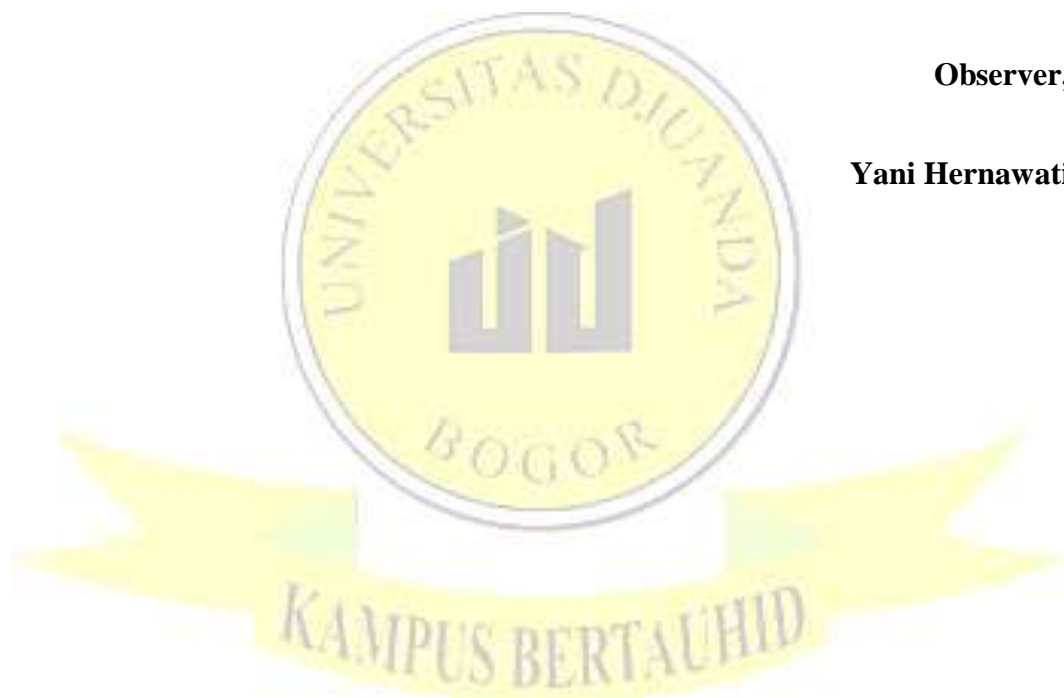 Observer,
Yani Hernawati
UNIVERSITAS DJUANDA
BOGOR
KAMPUS BERTAUHID